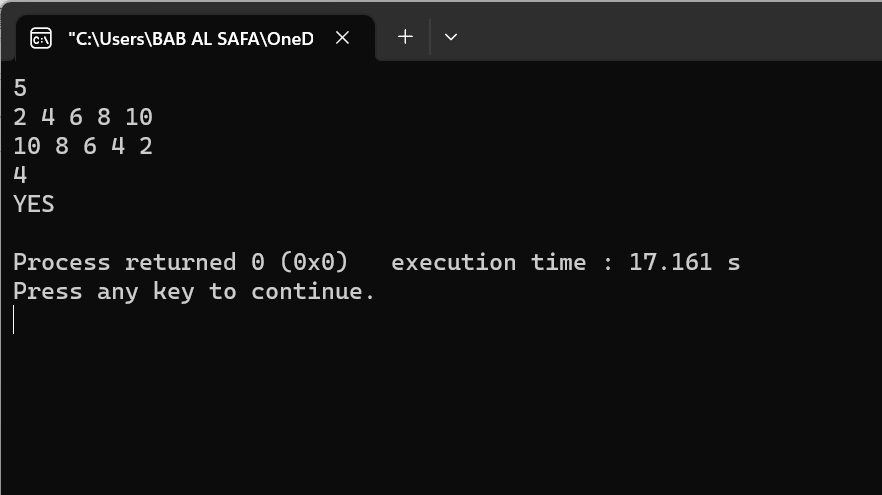 "C:\Users\BAB AL SAFA\OneD
5
2 4 6 8 10
10 8 6 4 2
4
YES
Process returned 0 (0x0)   execution time : 17.161 s
Press any key to continue.